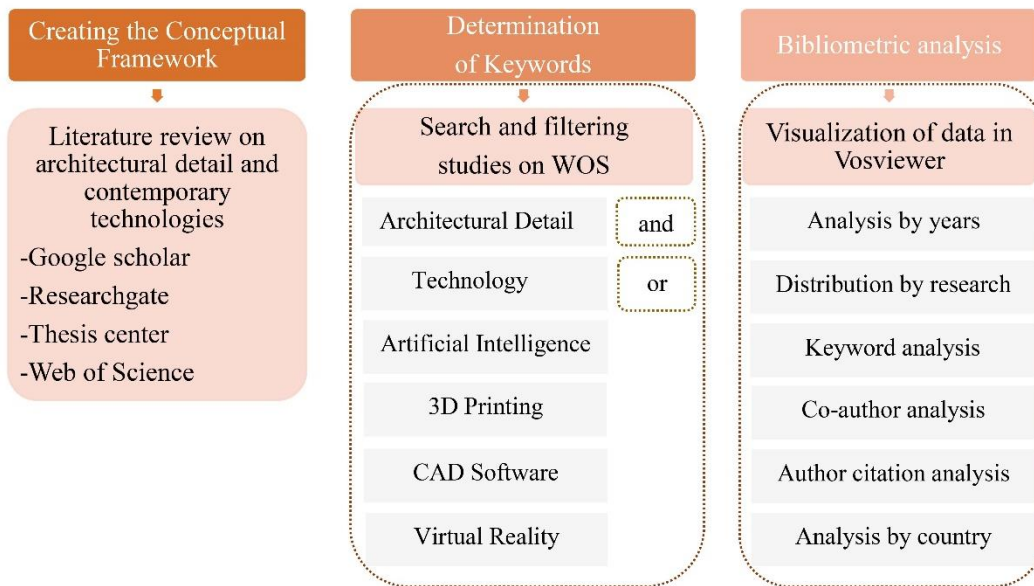 Creating the Conceptual
Framework
Literature review on
architectural detail and
contemporary
technologies
-Google scholar
-Researchgate
-Thesis center
-Web of Science
Determination
of Keywords
Search and filtering
studies on WOS
Architectural Detail
and
Technology
or
Artificial Intelligence
3D Printing
CAD Software
Virtual Reality
Bibliometric analysis
Visualization of data in
Vosviewer
Analysis by years
Distribution by research
Keyword analysis
Co-author analysis
Author citation analysis
Analysis by country